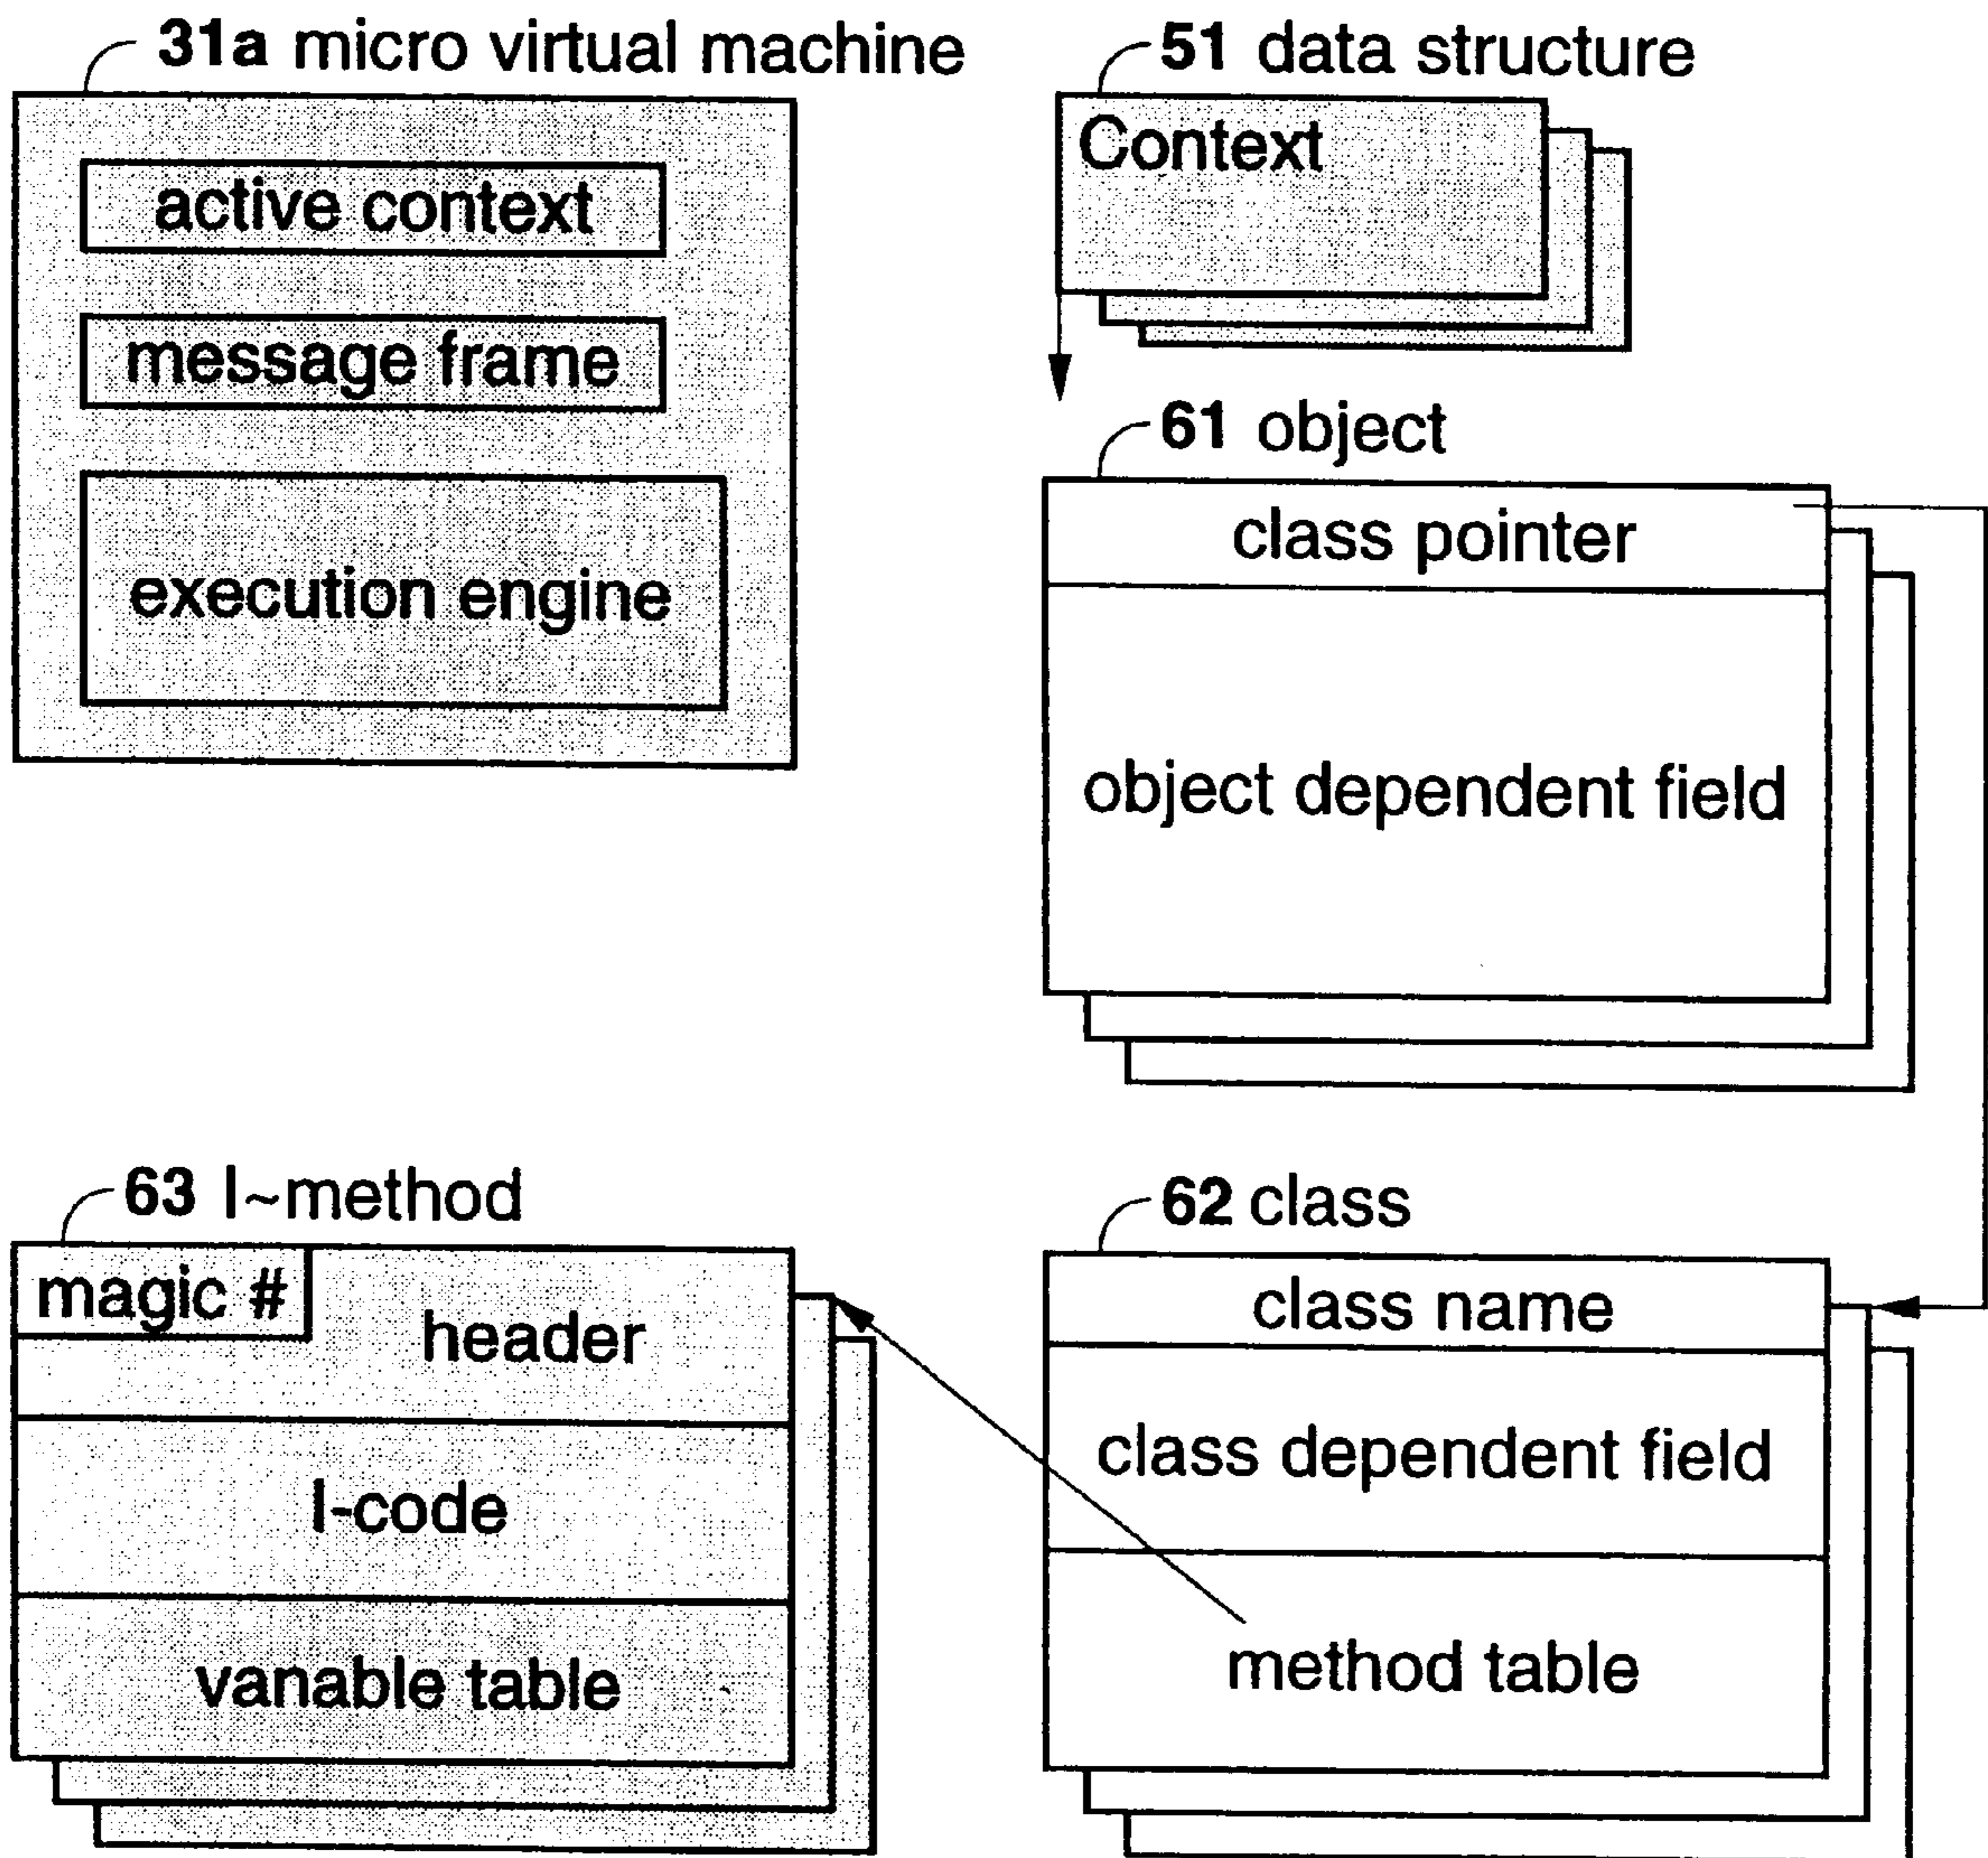 31a micro virtual machine
active context
message frame
execution engine
51 data structure
Context
61 object
class pointer
object dependent field
63 I~method
magic #
header
I-code
vanable table
62 class
class name
class dependent field
method table